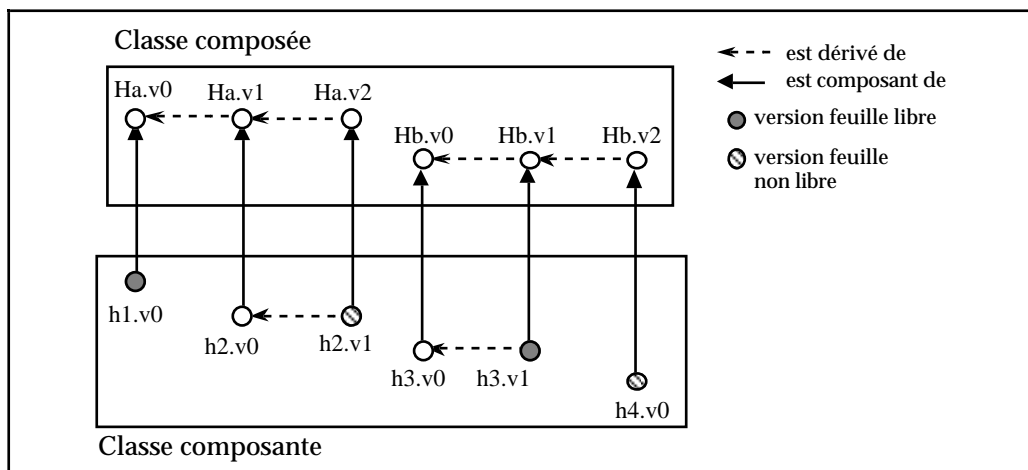 Classe composée
est dérivé de
est composant de
version feuille libre
version feuille
non libre
Ha.v0 Ha.v1 Ha.v2
Hb.v0 Hb.v1 Hb.v2
h1.v0
h2.v0 h2.v1
h3.v0 h3.v1
h4.v0
Classe composante